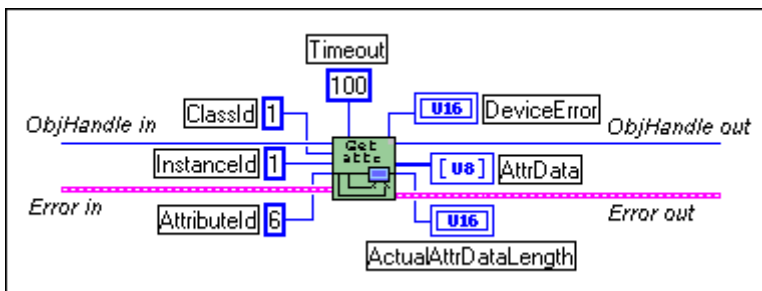 Timeout
100
ClassId 1
U16 DeviceError
ObjHandle in
ObjHandle out
Get
attr
InstanceId 1
[U8] AttrData
Error in
Error out
AttributeId 6
U16
ActualAttrDataLength